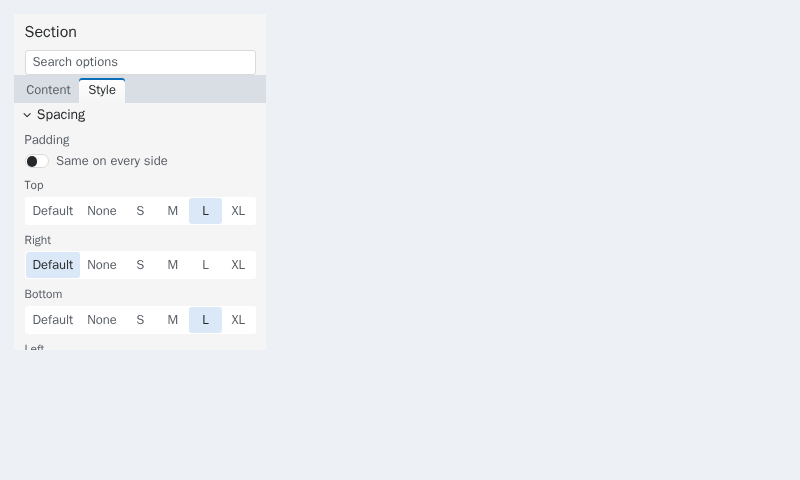 Section
Search options
Content Style
Spacing
Padding
Same on every side
Top
Default None S M L XL
Right
Default None S M L XL
Bottom
Default None S M L XL
Left